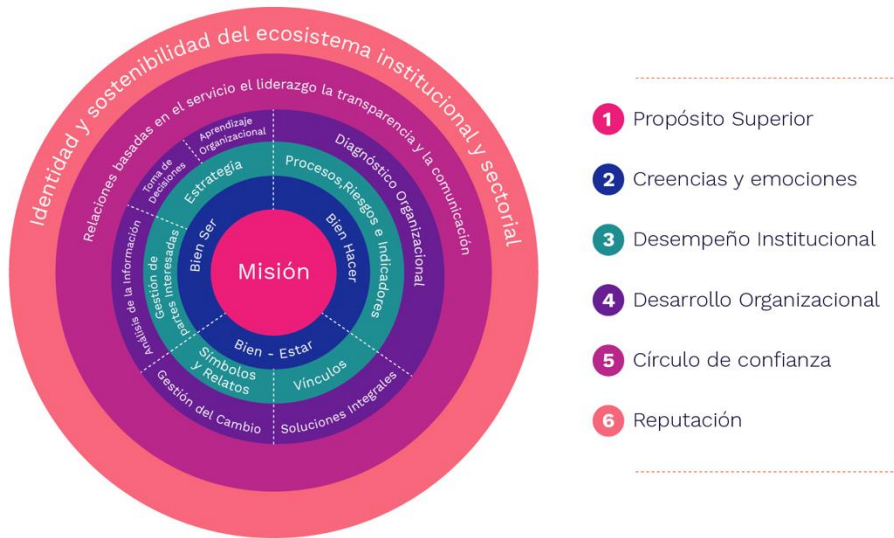 Identidad y sostenibilidad del ecosistema institucional y sectorial
Relaciones basadas en el servicio el liderazgo la transparencia y la comunicación
Análisis de la Información
Toma de
Decisiones
Aprendizaje
Organizacional
Diagnóstico Organizacional
Soluciones Integrales
Gestión del Cambio
Gestión de
partes Interesadas
Estrategia
Procesos,Riesgos e Indicadores
Vínculos
Símbolos
y Relatos
Bien Ser
Bien Hacer
Bien - Estar
Misión
1 Propósito Superior
2 Creencias y emociones
3 Desempeño Institucional
4 Desarrollo Organizacional
5 Círculo de confianza
6 Reputación